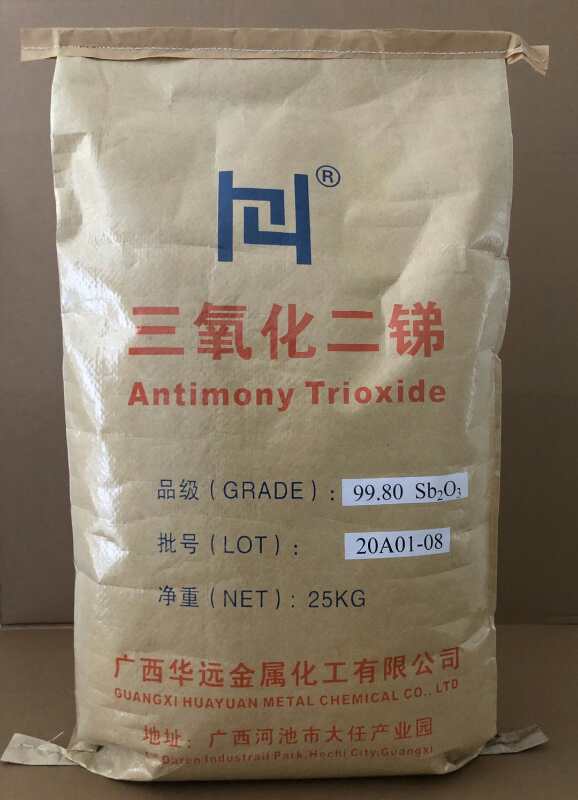 ®
三氧化二锑
Antimony Trioxide
品级(GRADE): 99.80 Sb₂O₃
批号(LOT): 20A01-08
净重(NET): 25KG
广西华远金属化工有限公司
GUANGXI HUAYUAN METAL CHEMICAL CO., LTD
地址: 广西河池市大任产业园
Daren Industrail Park, Hechi City, Guangxi